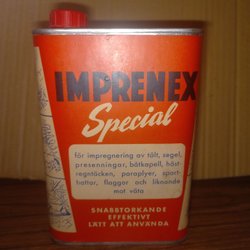 IMPRENEX
Special
för impregnering av tält, segel,
presenningar, båtkapell, häst-
regntäcken, paraplyer, sport-
hattar, flaggor och liknande
mot väta
SNABBTORKANDE
EFFEKTIVT
LÄTT ATT ANVÄNDA